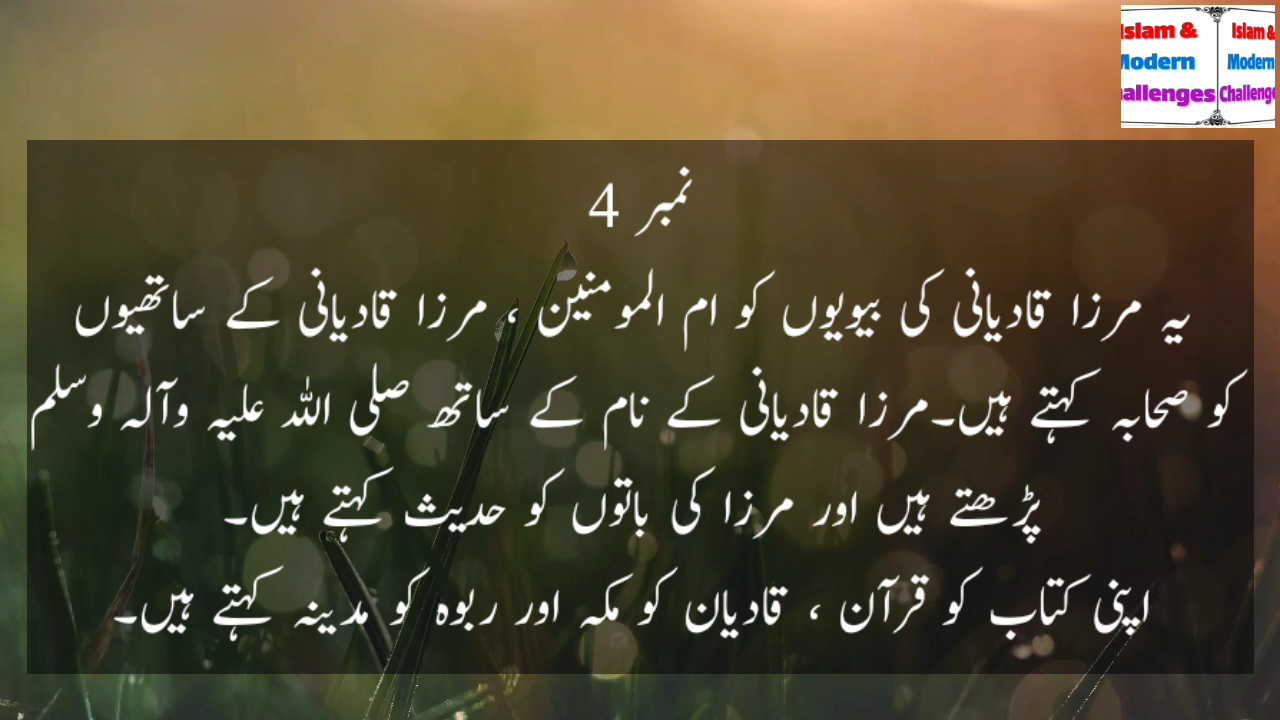 Islam &
Modern
Challenges
Islam &
Modern
Challenge
نمبر 4
یہ مرزا قادیانی کی بیویوں کو ام المومنین ، مرزا قادیانی کے ساتھیوں
کو صحابہ کہتے ہیں۔مرزا قادیانی کے نام کے ساتھ صلی اللہ علیہ وآلہ وسلم
پڑھتے ہیں اور مرزا کی باتوں کو حدیث کہتے ہیں۔
اپنی کتاب کو قرآن ، قادیان کو مکہ اور ربوہ کو مدینہ کہتے ہیں۔